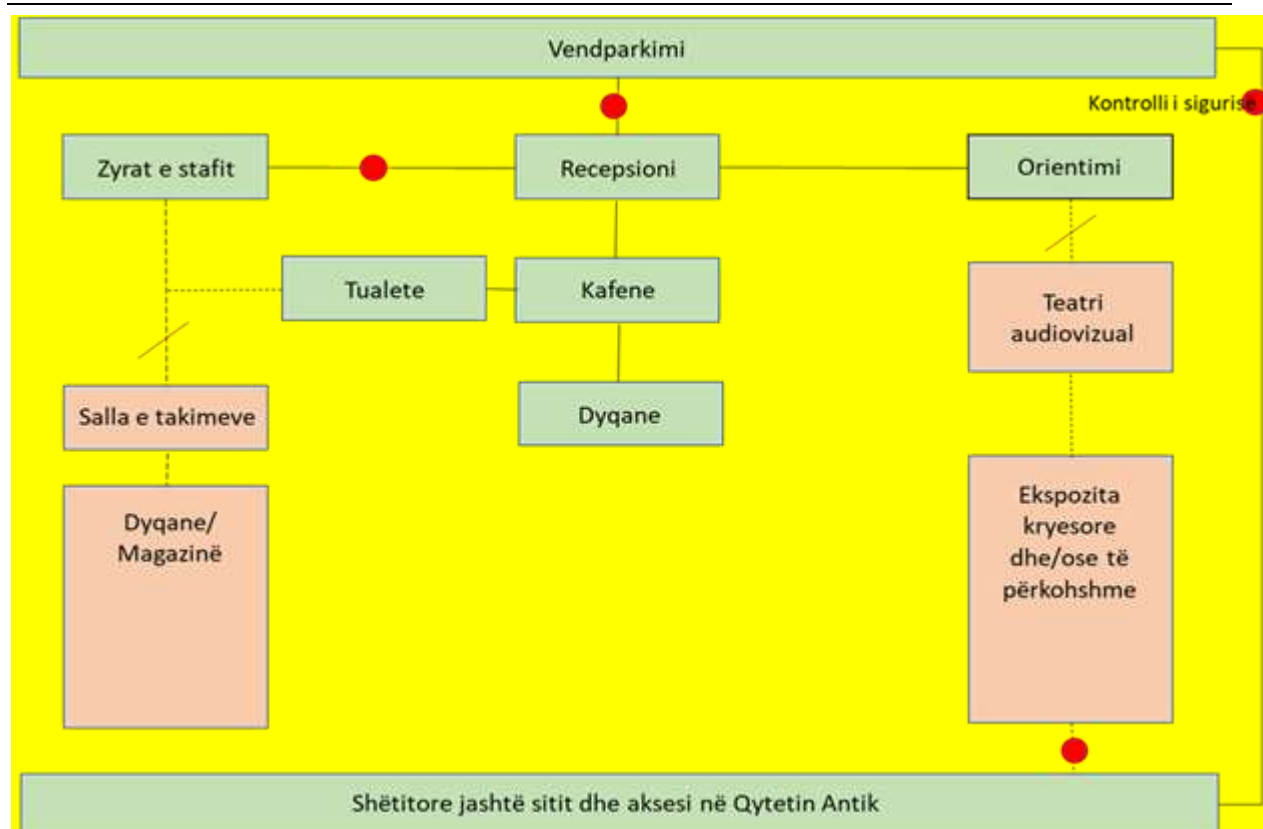 Vendparkimi
Kontrolli i sigurisë
Zyrat e stafit
Recepsioni
Orientimi
Tualete
Kafene
Teatri
audiovizual
Salla e takimeve
Dyqane
Dyqane/
Magazinë
Ekspozita
kryesore
dhe/ose të
përkohshme
Shëtitore jashtë sitit dhe aksesi në Qytetin Antik